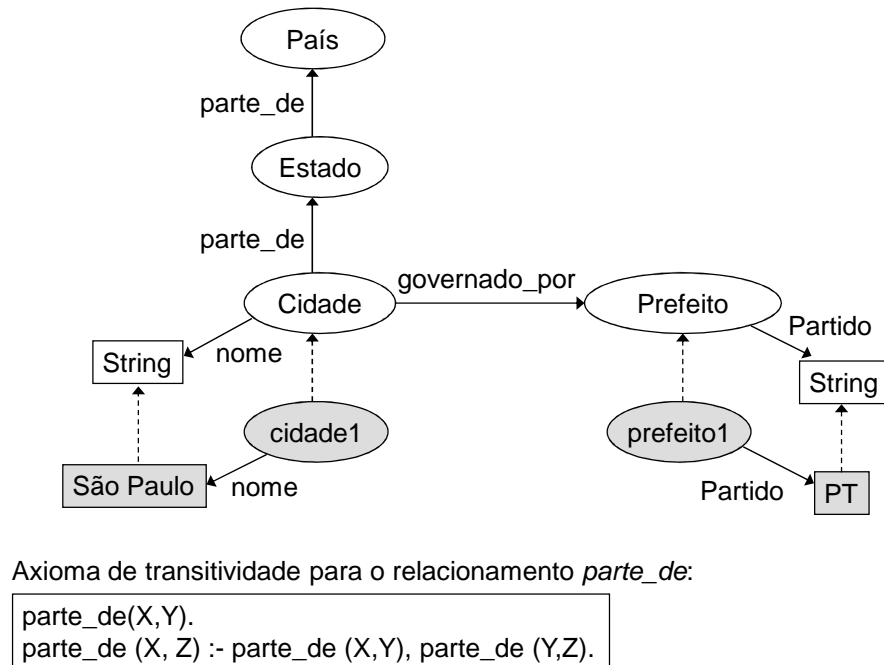 País
parte_de
Estado
parte_de
governado_por
Cidade
Prefeito
Partido
nome
String
String
cidade1
prefeito1
São Paulo
nome
Partido
PT
Axioma de transitividade para o relacionamento parte_de:
parte_de(X,Y).
parte_de (X, Z) :- parte_de (X,Y), parte_de (Y,Z).